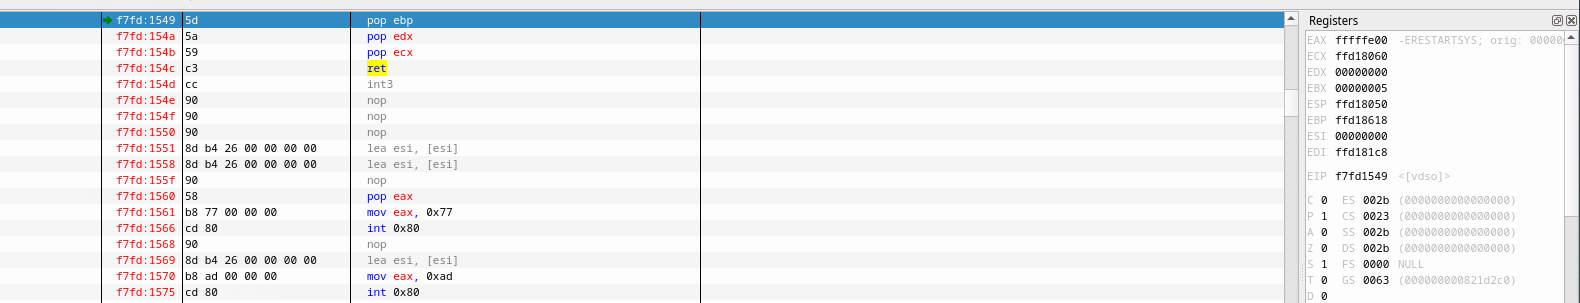 f7fd:1549 5d pop ebp
f7fd:154a 5a pop edx
f7fd:154b 59 pop ecx
f7fd:154c c3 ret
f7fd:154d cc int3
f7fd:154e 90 nop
f7fd:154f 90 nop
f7fd:1550 90 nop
f7fd:1551 8d b4 26 00 00 00 00 lea esi, [esi]
f7fd:1558 8d b4 26 00 00 00 00 lea esi, [esi]
f7fd:155f 90 nop
f7fd:1560 58 pop eax
f7fd:1561 b8 77 00 00 00 mov eax, 0x77
f7fd:1566 cd 80 int 0x80
f7fd:1568 90 nop
f7fd:1569 8d b4 26 00 00 00 00 lea esi, [esi]
f7fd:1570 b8 ad 00 00 00 mov eax, 0xad
f7fd:1575 cd 80 int 0x80
Registers
EAX fffffe00 -ERESTARTSYS; orig: 00000
ECX ffd18060
EDX 00000000
EBX 00000005
ESP ffd18050
EBP ffd18618
ESI 00000000
EDI ffd181c8
EIP f7fd1549 <[vdso]>
C 0 ES 002b (0000000000000000)
P 1 CS 0023 (0000000000000000)
A 0 SS 002b (0000000000000000)
Z 0 DS 002b (0000000000000000)
S 1 FS 0000 NULL
T 0 GS 0063 (000000000821d2c0)
D 0